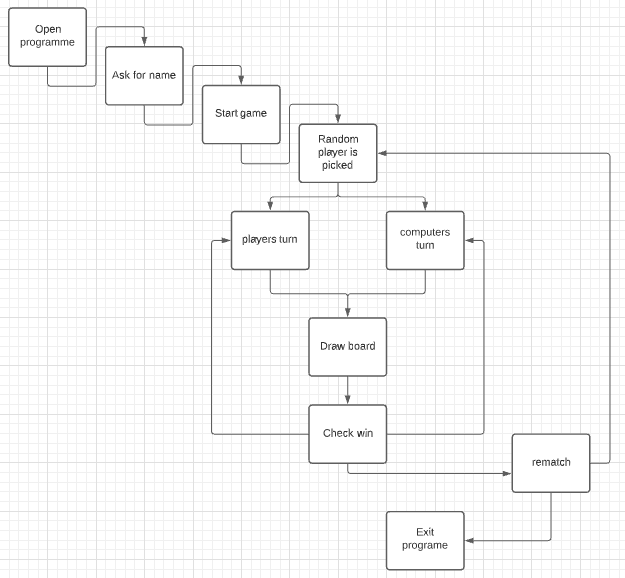 Open
programme
Ask for name
Start game
Random
player is
picked
players turn
computers
turn
Draw board
Check win
rematch
Exit
programe